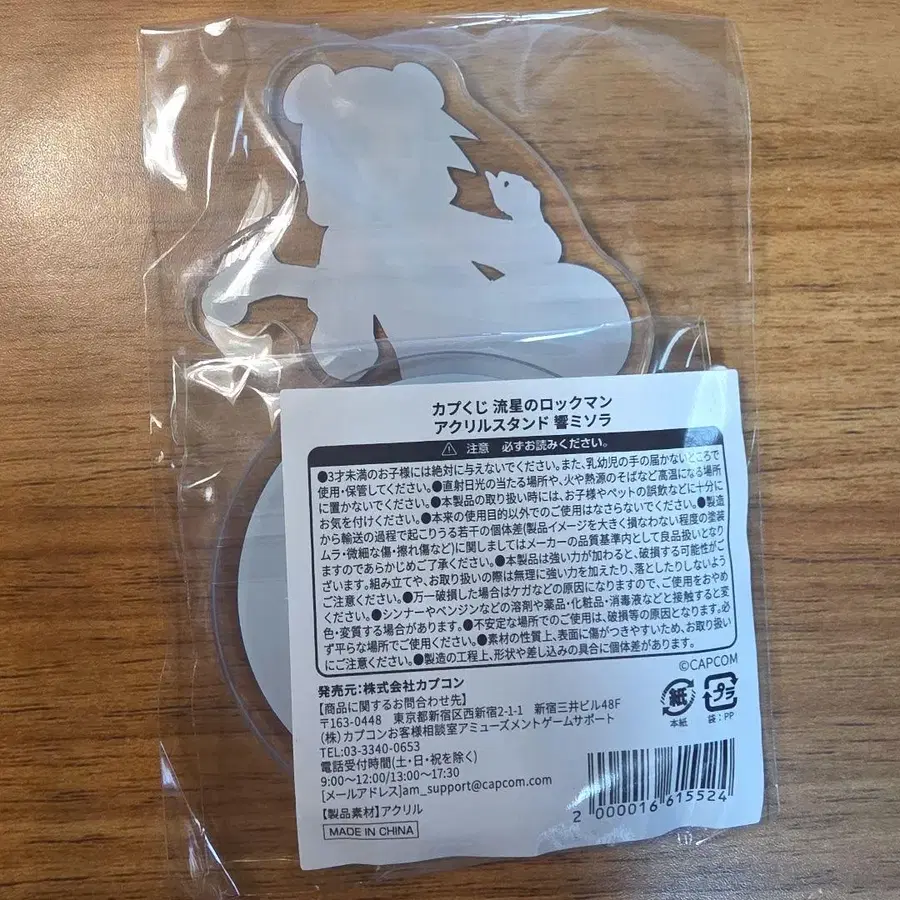 カプくじ 流星のロックマン
アクリルスタンド 響ミソラ
注意 必ずお読みください。
●3才未満のお子様には絶対に与えないでください。また、乳幼児の手の届かないところで
使用・保管してください。●直射日光の当たる場所や、火や熱源のそばなど高温になる場所
に置かないでください。●本製品の取り扱い時には、お子様やペットの誤飲などに十分に
お気を付けください。●本来の使用目的以外でのご使用はなさらないでください。●製造
から輸送の過程で起こりうる若干の個体差(製品イメージを大きく損なわない程度の塗装
ムラ・微細な傷・擦れ傷など)に関しましてはメーカーの品質基準内として良品扱いとなり
ますのであらかじめご了承ください。●本製品は強い力が加わると、破損する可能性がご
ざいます。組み立てや、お取り扱いの際は無理に強い力を加えたり、落としたりしないよう
ご注意ください。●万一破損した場合はケガなどの原因になりますので、ご使用をおやめ
ください。●シンナーやベンジンなどの溶剤や薬品・化粧品・消毒液などと接触すると変
色・変質する場合があります。●不安定な場所でのご使用は、破損等の原因となります。必
ず平らな場所でご使用ください。●素材の性質上、表面に傷がつきやすいため、お取り扱い
にご注意ください。●製造の工程上、形状や差し込みの具合に個体差があります。
©CAPCOM
発売元:株式会社カプコン
【商品に関するお問合わせ先】
〒163-0448 東京都新宿区西新宿2-1-1 新宿三井ビル48F
(株)カプコンお客様相談室アミューズメントゲームサポート
TEL:03-3340-0653
電話受付時間(土・日・祝を除く)
9:00〜12:00/13:00〜17:30
[メールアドレス]am_support@capcom.com
【製品素材】アクリル
MADE IN CHINA
紙
本紙
プラ
袋:PP
2 000016 615524